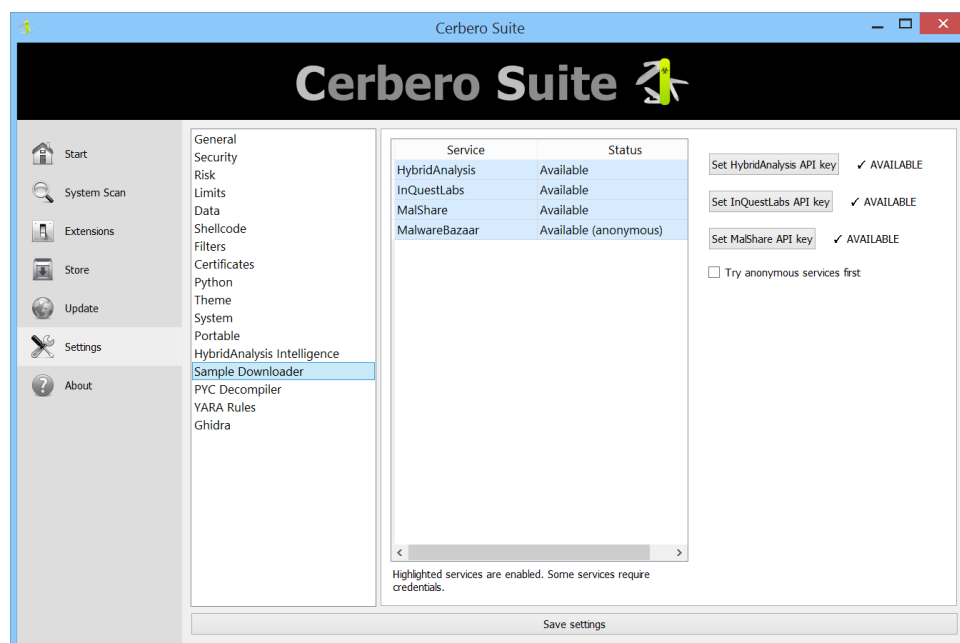 Cerbero Suite
Cerbero Suite
Start
System Scan
Extensions
Store
Update
Settings
About
General
Security
Risk
Limits
Data
Shellcode
Filters
Certificates
Python
Theme
System
Portable
HybridAnalysis Intelligence
Sample Downloader
PYC Decompiler
YARA Rules
Ghidra
Service Status
HybridAnalysis Available
InQuestLabs Available
MalShare Available
MalwareBazaar Available (anonymous)
Highlighted services are enabled. Some services require
credentials.
Set HybridAnalysis API key ✓ AVAILABLE
Set InQuestLabs API key ✓ AVAILABLE
Set MalShare API key ✓ AVAILABLE
Try anonymous services first
Save settings